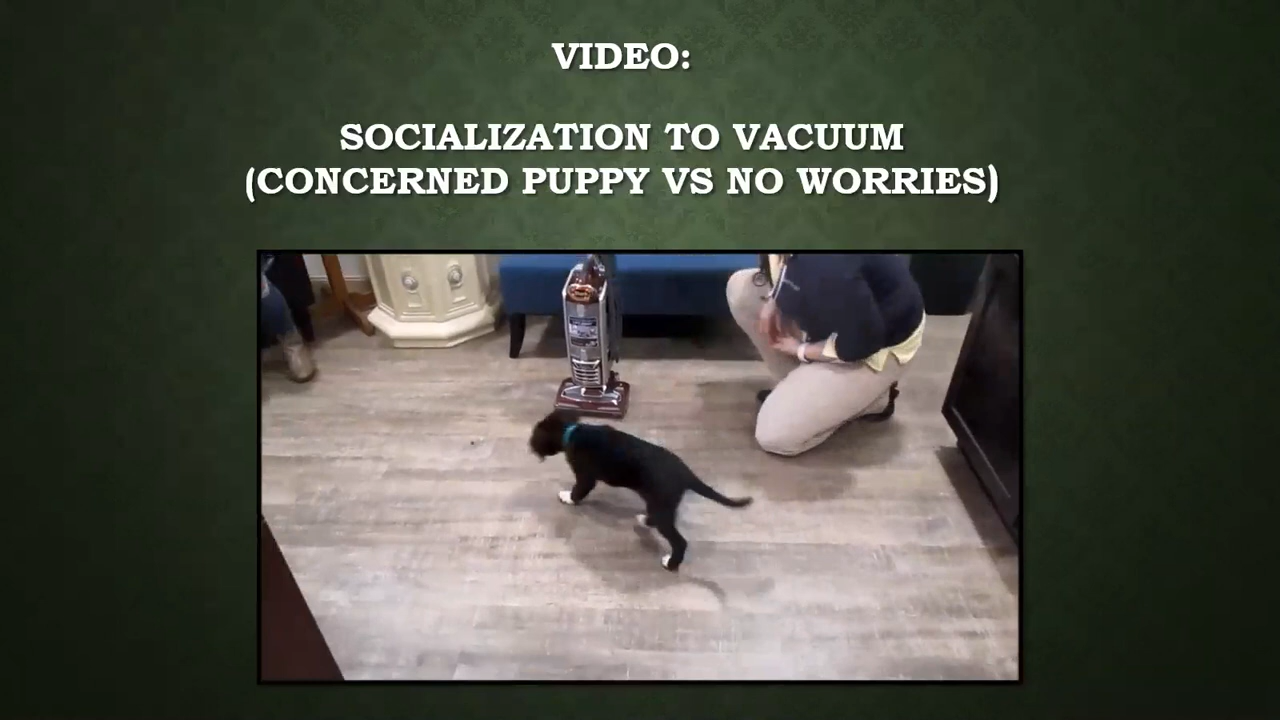 VIDEO:
SOCIALIZATION TO VACUUM
(CONCERNED PUPPY VS NO WORRIES)